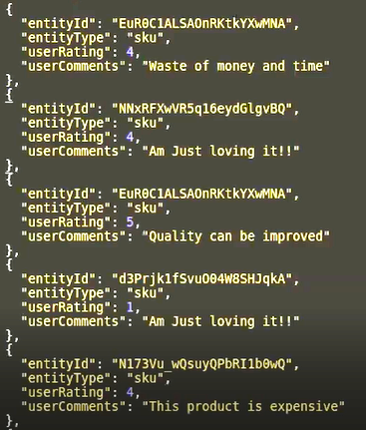 {
"entityId": "EuR0C1ALSAOnRKtkYXwMNA",
"entityType": "sku",
"userRating": 4,
"userComments": "Waste of money and time"
},
{
"entityId": "NNxRFXwVR5q16eydGlgvBQ",
"entityType": "sku",
"userRating": 4,
"userComments": "Am Just loving it!!"
},
{
"entityId": "EuR0C1ALSAOnRKtkYXwMNA",
"entityType": "sku",
"userRating": 5,
"userComments": "Quality can be improved"
},
{
"entityId": "d3Prjk1fSvuO04W8SHJqkA",
"entityType": "sku",
"userRating": 1,
"userComments": "Am Just loving it!!"
},
{
"entityId": "N173Vu_wQsuyQPbRI1b0wQ",
"entityType": "sku",
"userRating": 4,
"userComments": "This product is expensive"
},